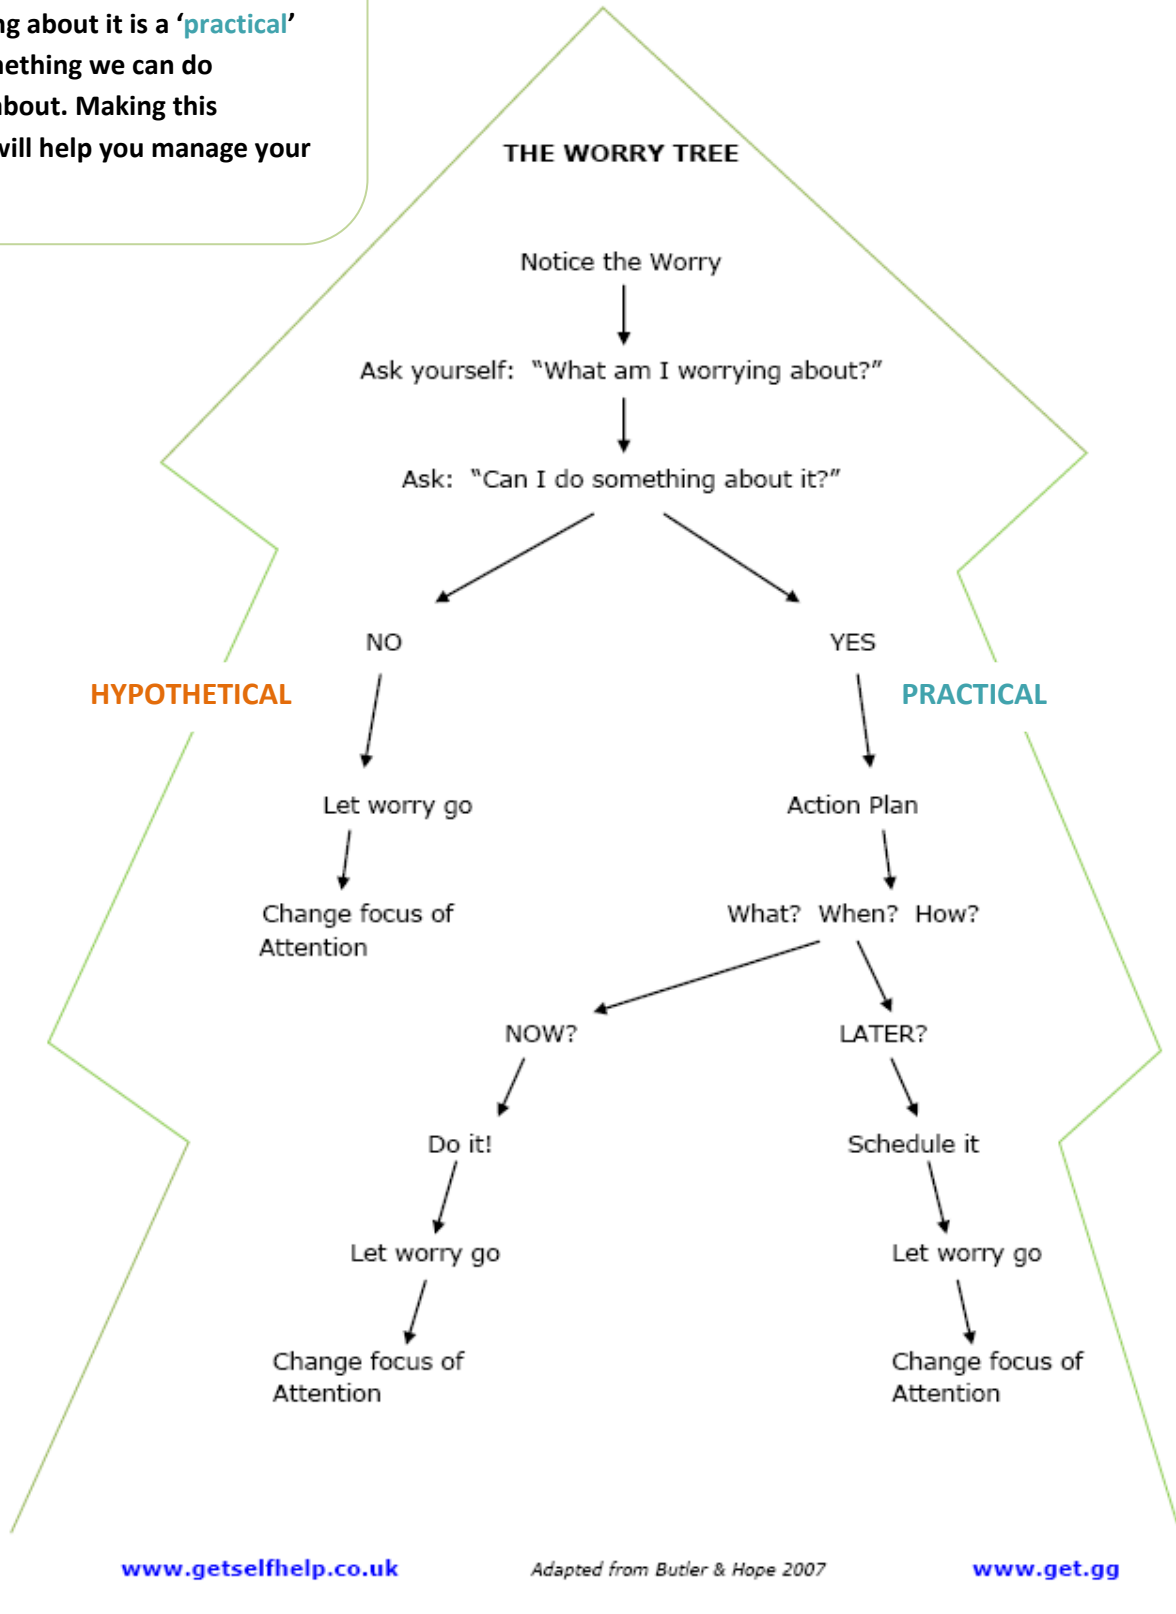 ng about it is a ‘practical’
nething we can do
about. Making this
will help you manage your
THE WORRY TREE
Notice the Worry
Ask yourself: “What am I worrying about?”
Ask: “Can I do something about it?”
NO
YES
HYPOTHETICAL
PRACTICAL
Let worry go
Action Plan
Change focus of
Attention
What? When? How?
NOW?
LATER?
Do it!
Schedule it
Let worry go
Let worry go
Change focus of
Attention
Change focus of
Attention
www.getselfhelp.co.uk
Adapted from Butler & Hope 2007
www.get.gg